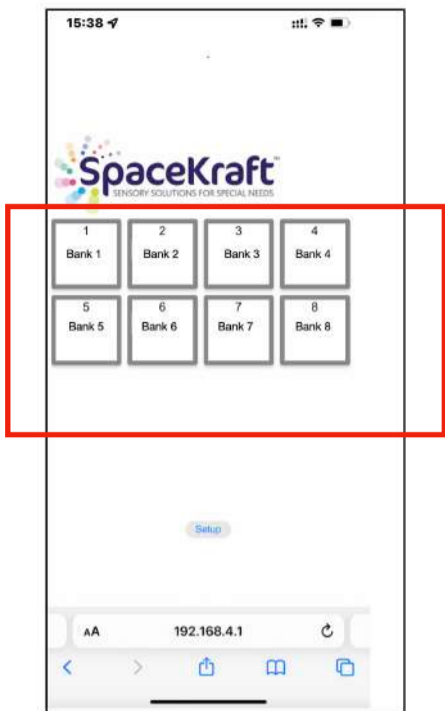 15:38
SpaceKraft™
SENSORY SOLUTIONS FOR SPECIAL NEEDS
1 2 3 4
Bank 1 Bank 2 Bank 3 Bank 4
5 6 7 8
Bank 5 Bank 6 Bank 7 Bank 8
Setup
AA 192.168.4.1